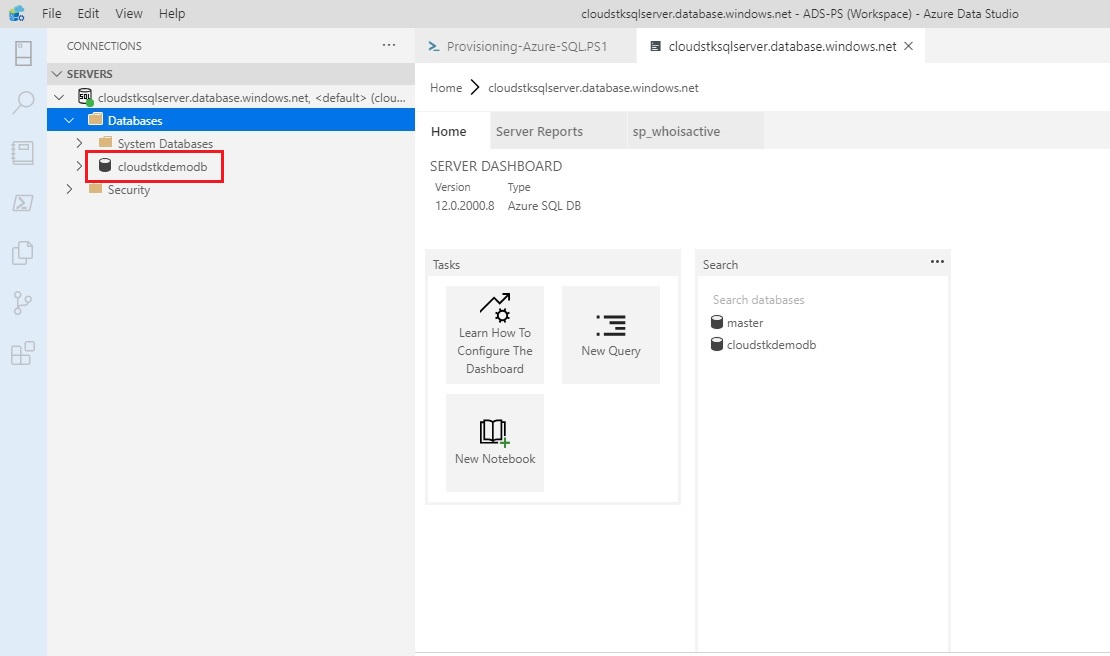 File Edit View Help
cloudstksqlserver.database.windows.net - ADS-PS (Workspace) - Azure Data Studio
CONNECTIONS
SERVERS
cloudstksqlserver.database.windows.net, <default> (clou...
Databases
System Databases
cloudstkdemodb
Security
Provisioning-Azure-SQL.PS1
cloudstksqlserver.database.windows.net
Home
cloudstksqlserver.database.windows.net
Home
Server Reports
sp_whoisactive
SERVER DASHBOARD
Version Type
12.0.2000.8 Azure SQL DB
Tasks
Learn How To
Configure The
Dashboard
New Query
New Notebook
Search
Search databases
master
cloudstkdemodb